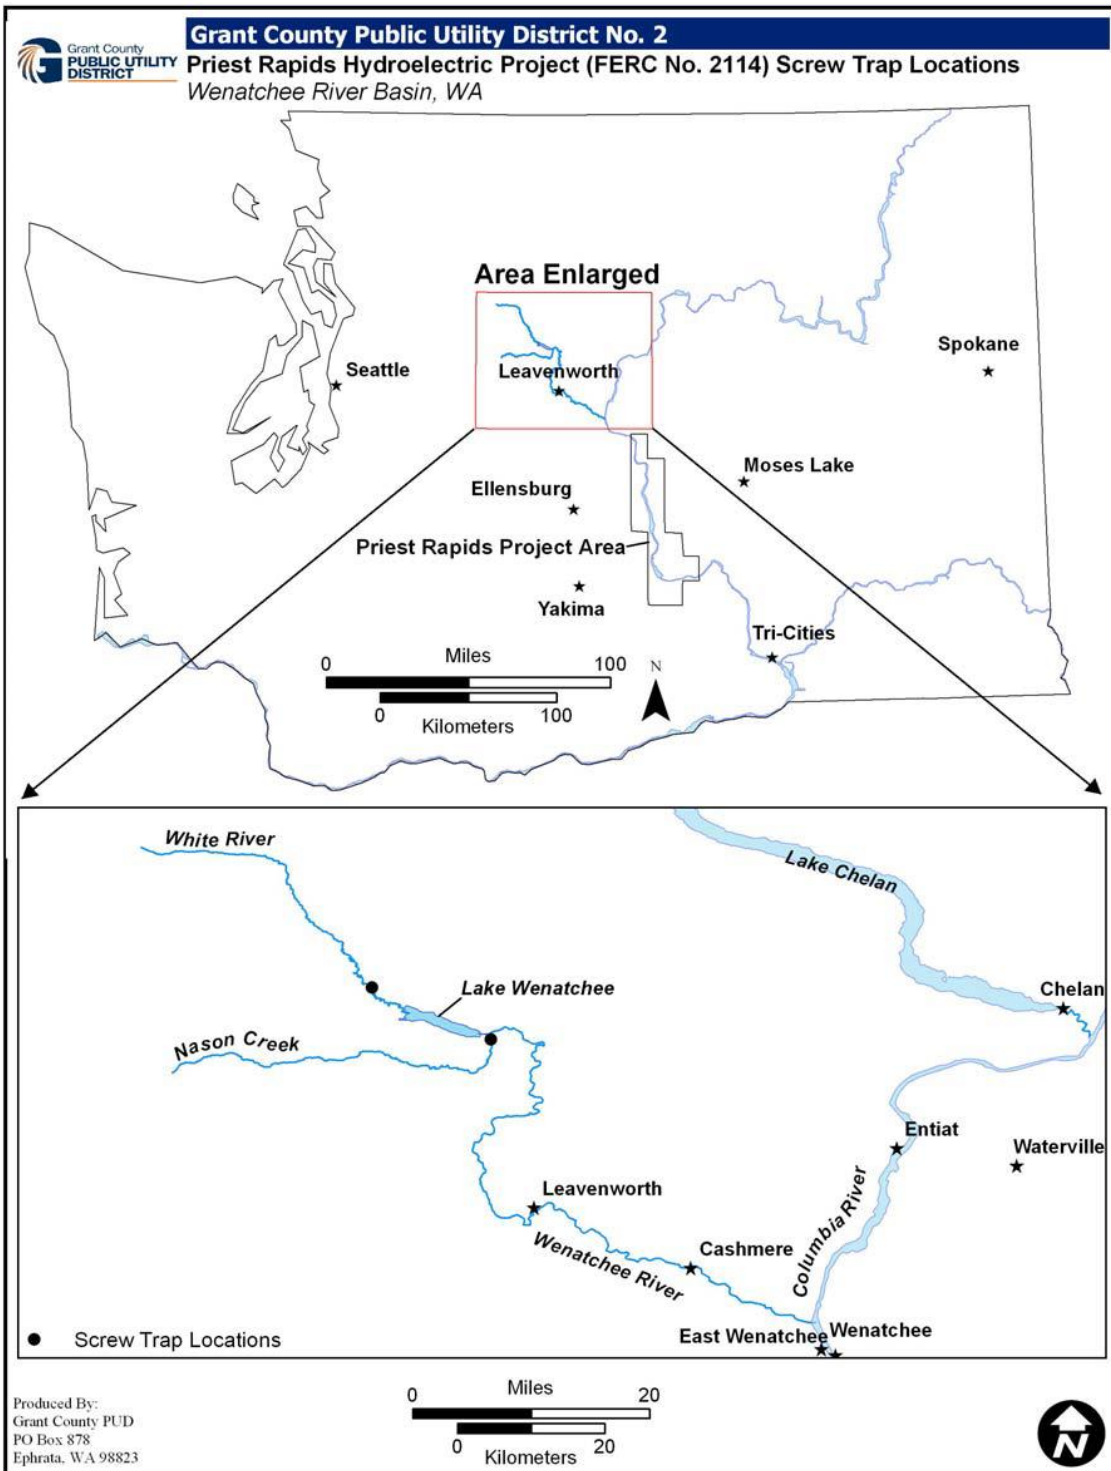 Grant County
PUBLIC UTILITY
DISTRICT
Grant County Public Utility District No. 2
Priest Rapids Hydroelectric Project (FERC No. 2114) Screw Trap Locations
Wenatchee River Basin, WA
Area Enlarged
Seattle
Leavenworth
Spokane
Moses Lake
Ellensburg
Priest Rapids Project Area
Yakima
Tri-Cities
Miles
0 100
0 100
Kilometers
N
White River
Lake Chelan
Lake Wenatchee
Chelan
Nason Creek
Entiat
Waterville
Leavenworth
Columbia River
Wenatchee River
Cashmere
East Wenatchee Wenatchee
Screw Trap Locations
Produced By:
Grant County PUD
PO Box 878
Ephrata, WA 98823
Miles
0 20
0 20
Kilometers
N